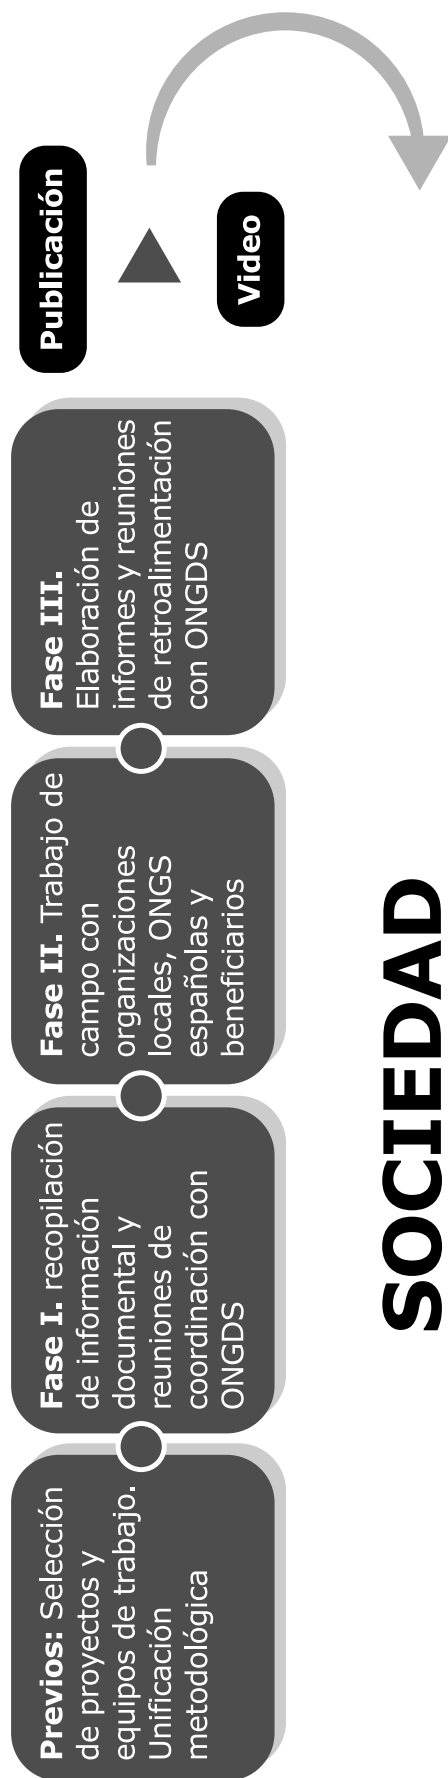 Previos: Selección
de proyectos y
equipos de trabajo.
Unificación
metodológica
Fase I. recopilación
de información
documental y
reuniones de
coordinación con
ONGDS
Fase II. Trabajo de
campo con
organizaciones
locales, ONGS
españolas y
beneficiarios
Fase III.
Elaboración de
informes y reuniones
de retroalimentación
con ONGDS
Publicación
Video
SOCIEDAD